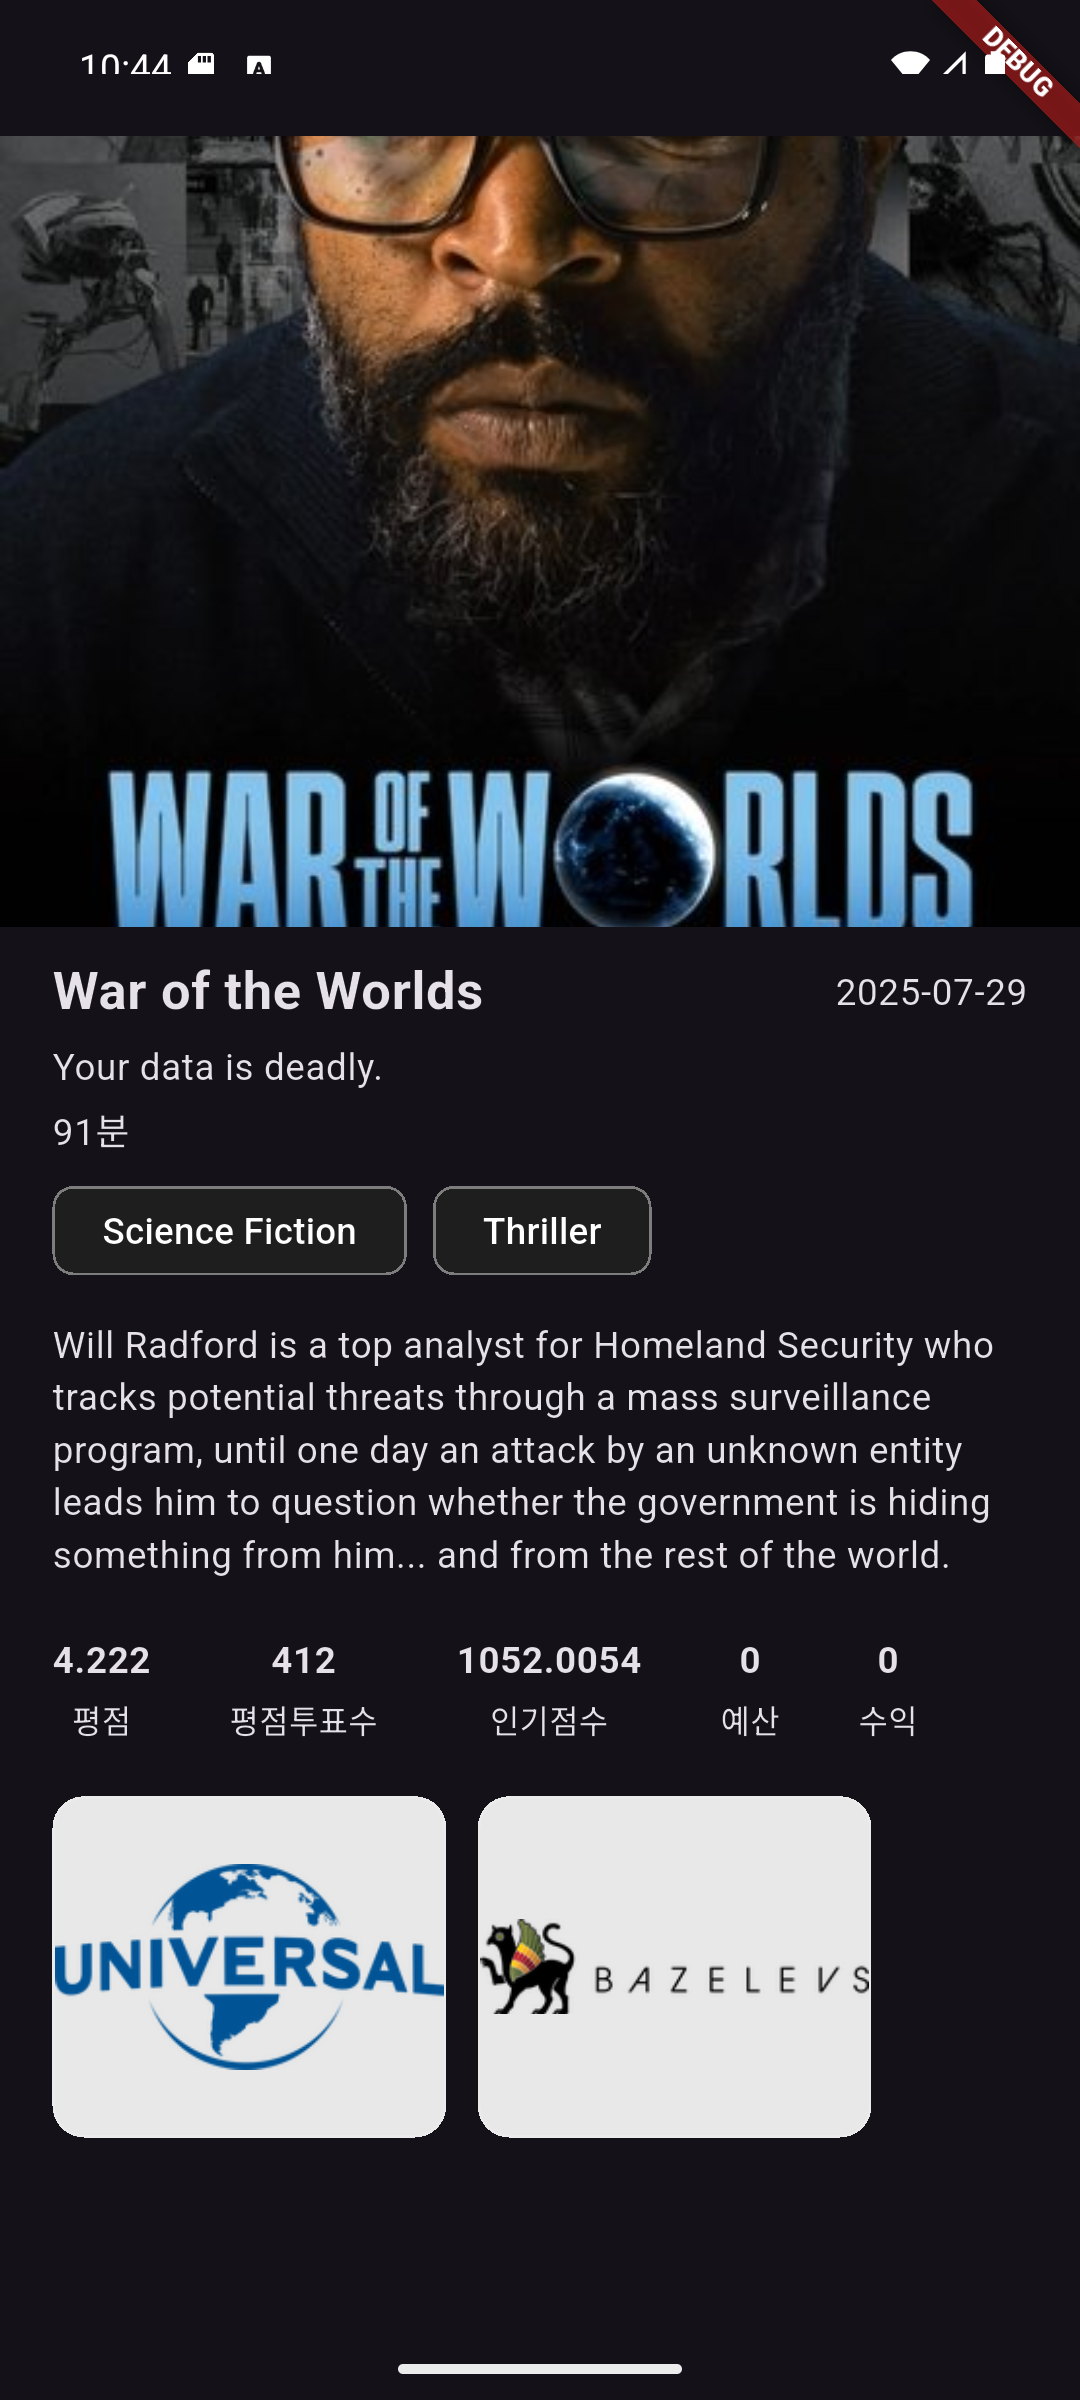 10:44
A
DEBUG
WAR OF THE WORLDS
War of the Worlds
2025-07-29
Your data is deadly.
91분
Science Fiction
Thriller
Will Radford is a top analyst for Homeland Security who
tracks potential threats through a mass surveillance
program, until one day an attack by an unknown entity
leads him to question whether the government is hiding
something from him... and from the rest of the world.
4.222 412 1052.0054 0 0
평점 평점투표수 인기점수 예산 수익
UNIVERSAL
BAZELEVS